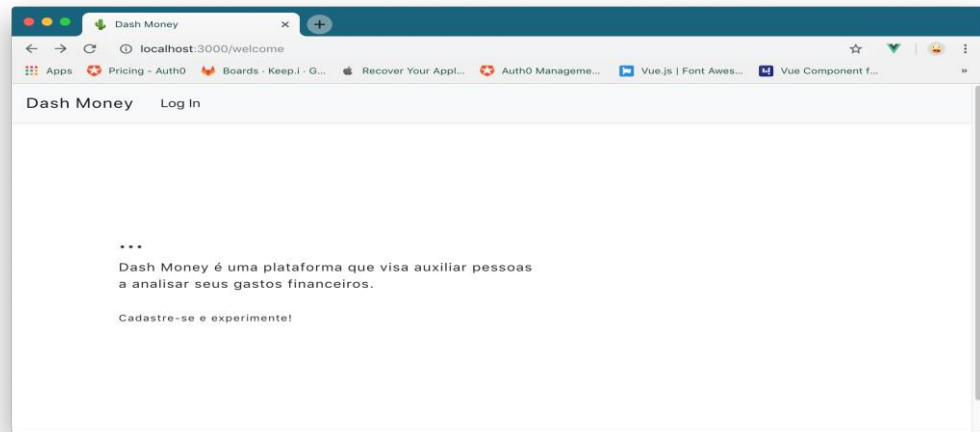 Dash Money
localhost:3000/welcome
Apps Pricing - Auth0 Boards · Keep.i · G... Recover Your Appl... Auth0 Manageme... Vue.js | Font Awes... Vue Component f... »
Dash Money Log In
...
Dash Money é uma plataforma que visa auxiliar pessoas
a analisar seus gastos financeiros.
Cadastre-se e experimente!